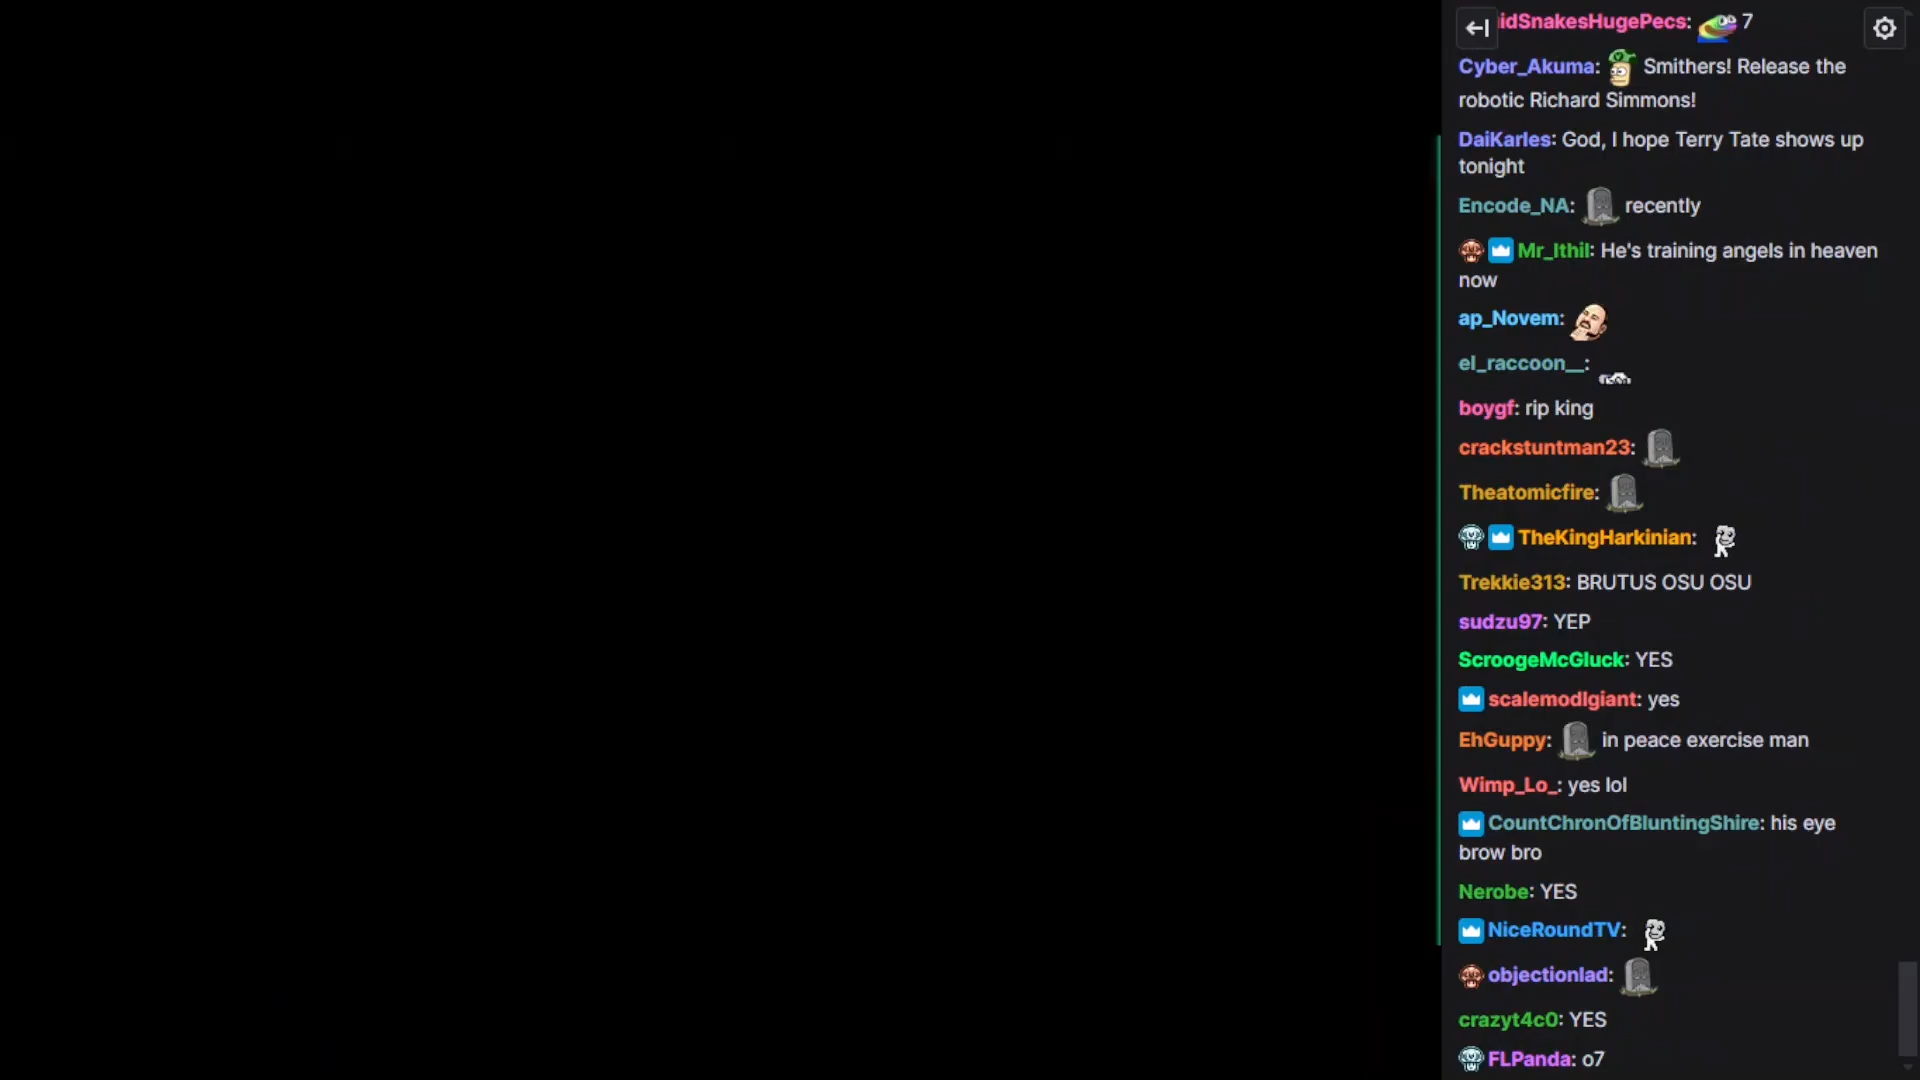 idSnakesHugePecs: 7
Cyber_Akuma: Smithers! Release the
robotic Richard Simmons!
DaiKarles: God, I hope Terry Tate shows up
tonight
Encode_NA: recently
Mr_Ithil: He's training angels in heaven
now
ap_Novem:
el_raccoon__:
boygf: rip king
crackstuntman23:
Theatomicfire:
TheKingHarkinian:
Trekkie313: BRUTUS OSU OSU
sudzu97: YEP
ScroogeMcGluck: YES
scalemodlgiant: yes
EhGuppy: in peace exercise man
Wimp_Lo_: yes lol
CountChronOfBluntingShire: his eye
brow bro
Nerobe: YES
NiceRoundTV:
objectionlad:
crazyt4c0: YES
FLPanda: o7